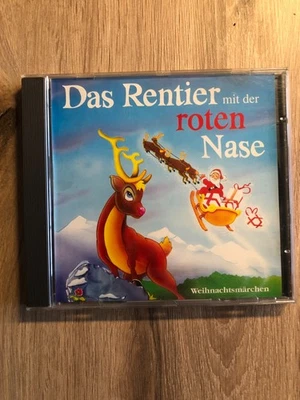 Das Rentier mit der
roten
Nase
Weihnachtsmärchen